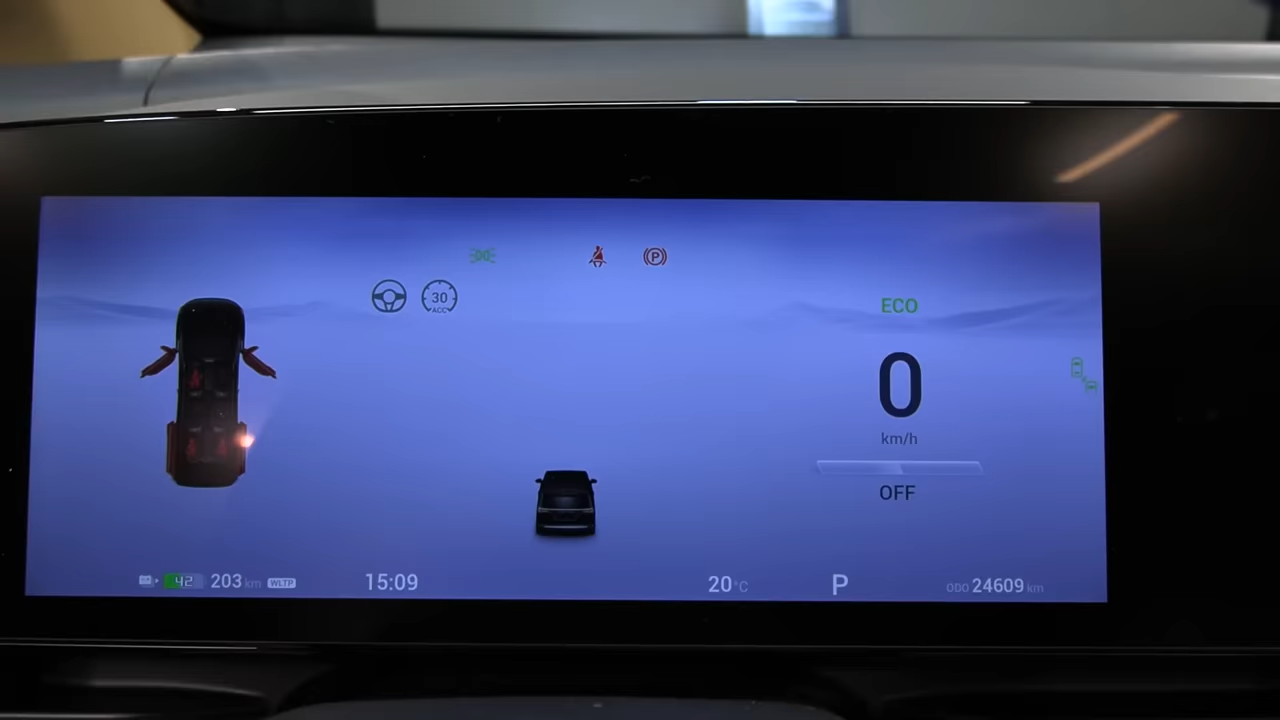 P
30
ACC
ECO
0
km/h
OFF
42 203 km WLTP 15:09 20°C P ODO 24609 km